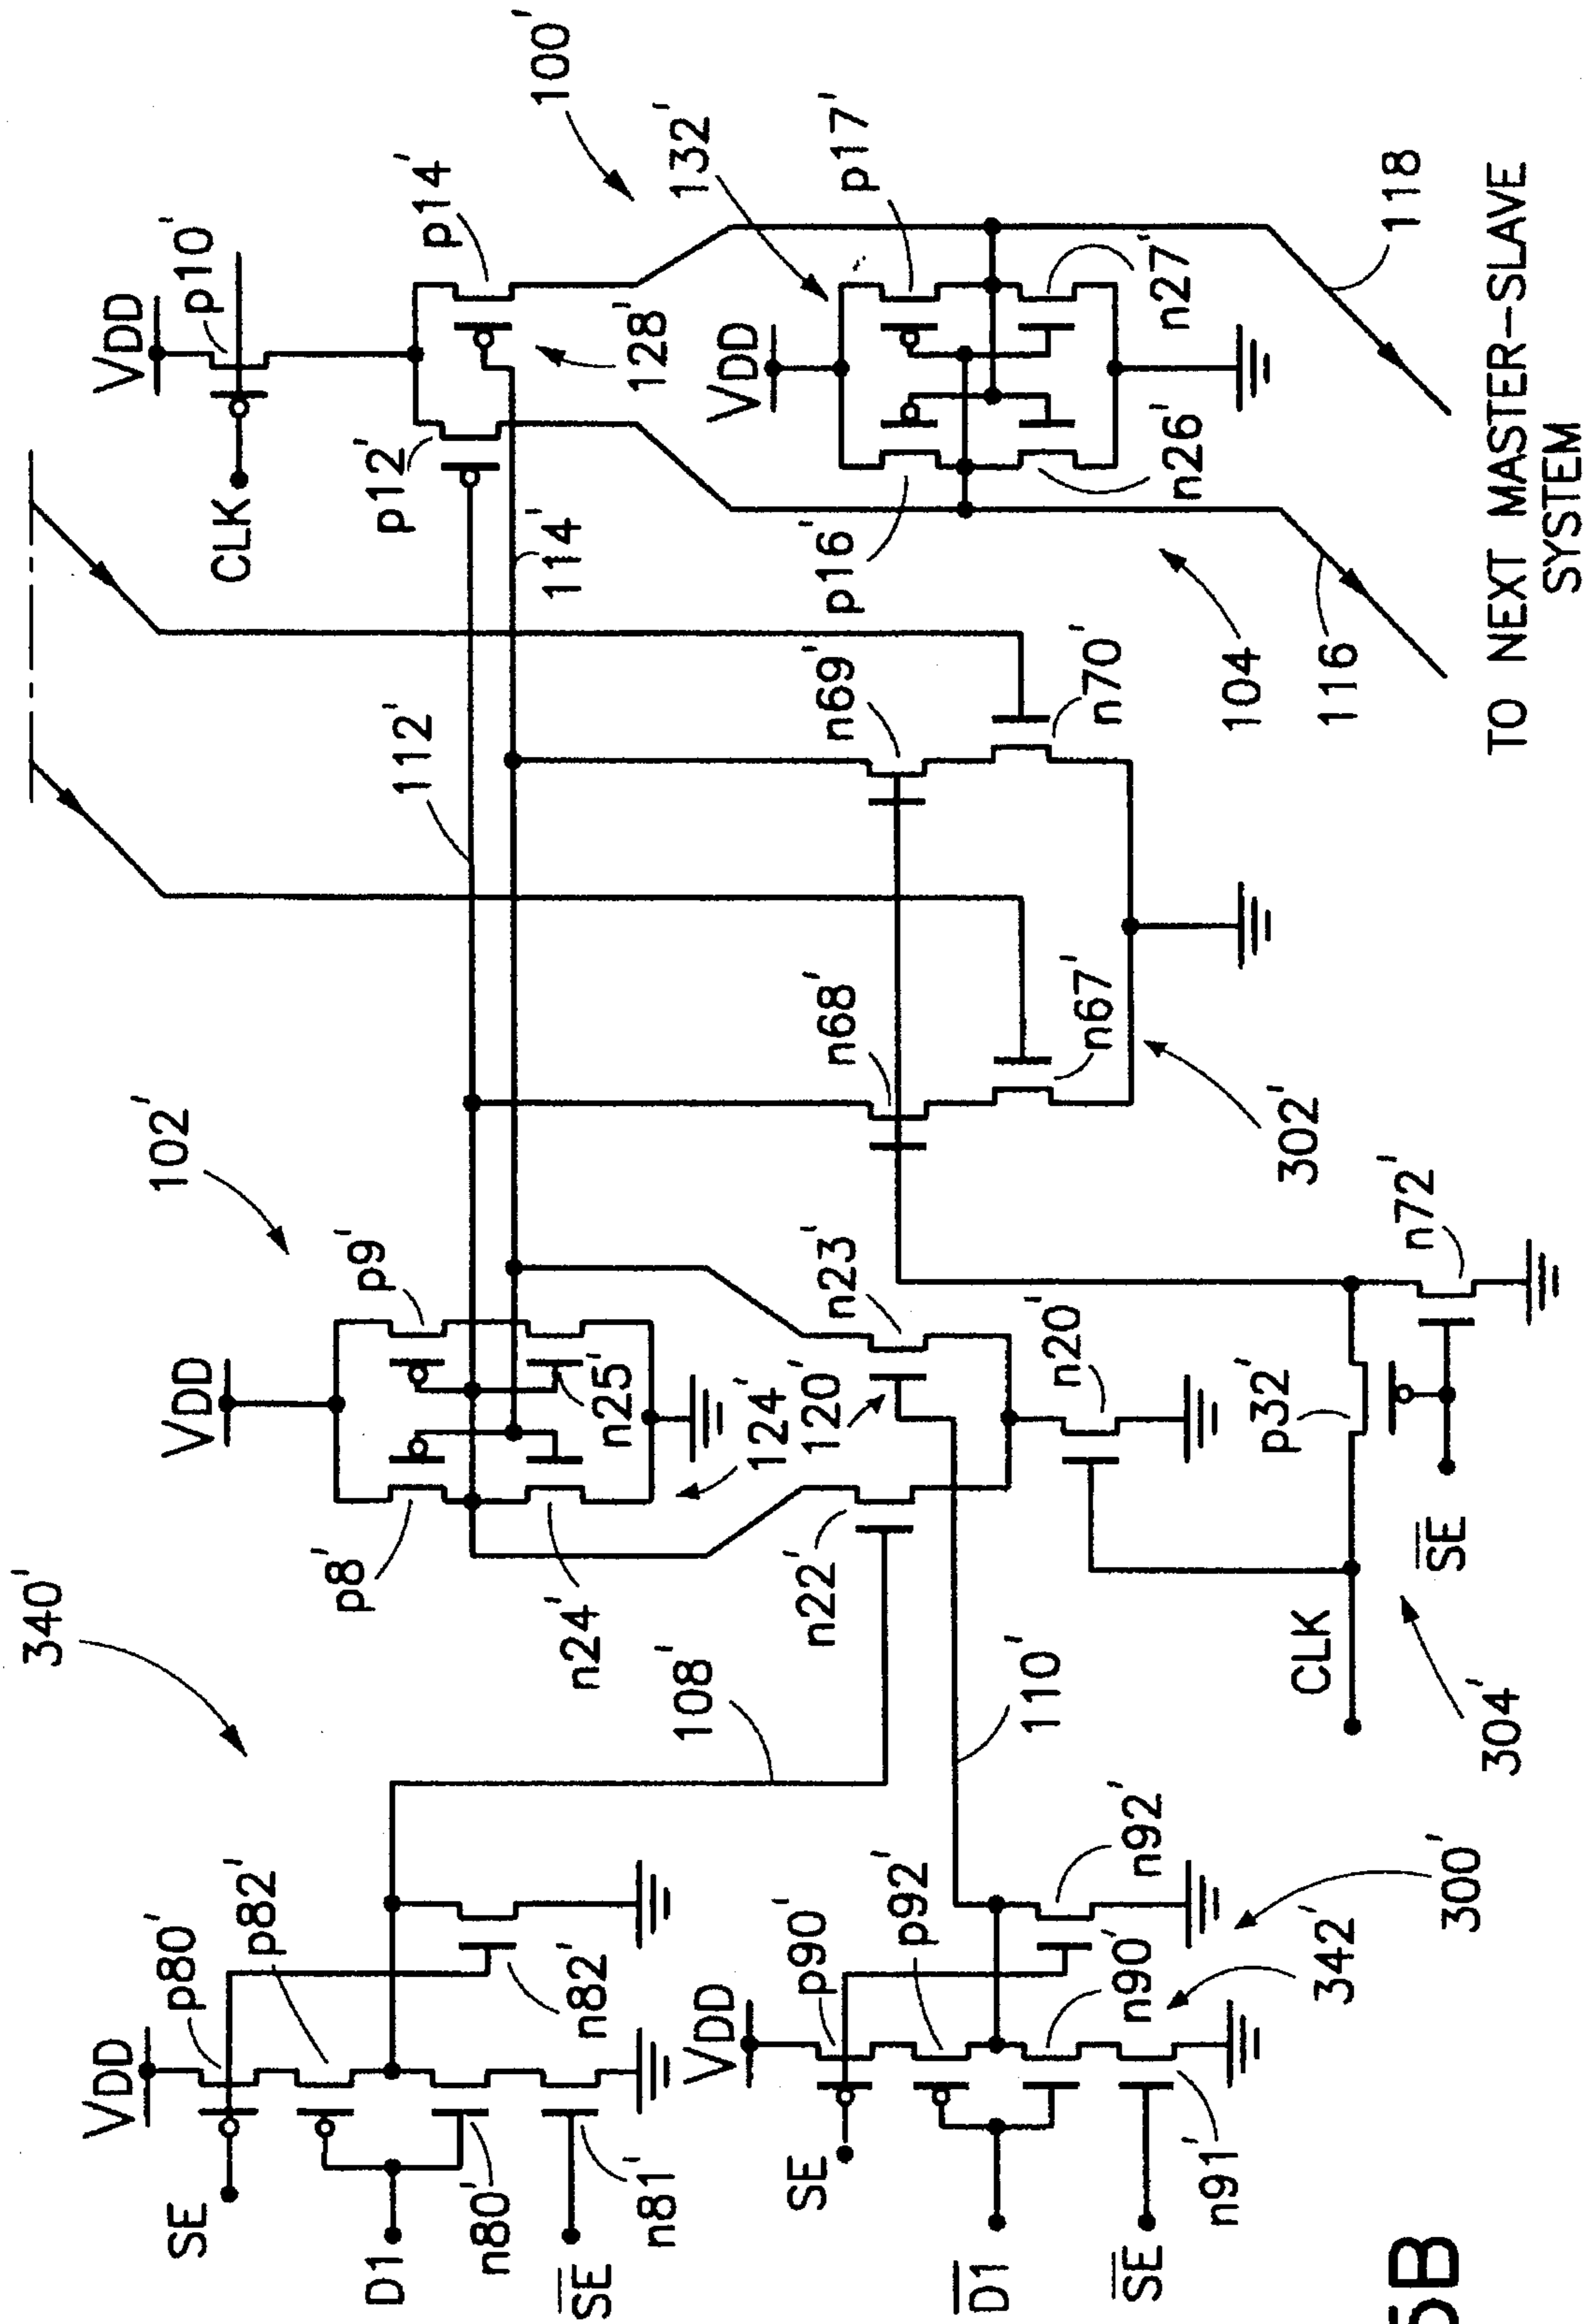 340'
102'
CLK
VDD
p10'
100'
VDD
SE
p80'
p82'
D1
n80'
SE
n81'
n82'
108'
VDD
p8'
p9'
n24'
n25'
124'
112'
114'
p12'
p14'
128'
132'
VDD
SE
p90'
p92'
D1
n90'
SE
n91'
n92'
342'
300'
110'
n22'
120'
n23'
n20'
n68'
n69'
n67'
n70'
302'
VDD
p16'
p17'
n26'
n27'
104'
116
118
CLK
p32'
SE
n72'
304'
TO NEXT MASTER-SLAVE
SYSTEM
5B